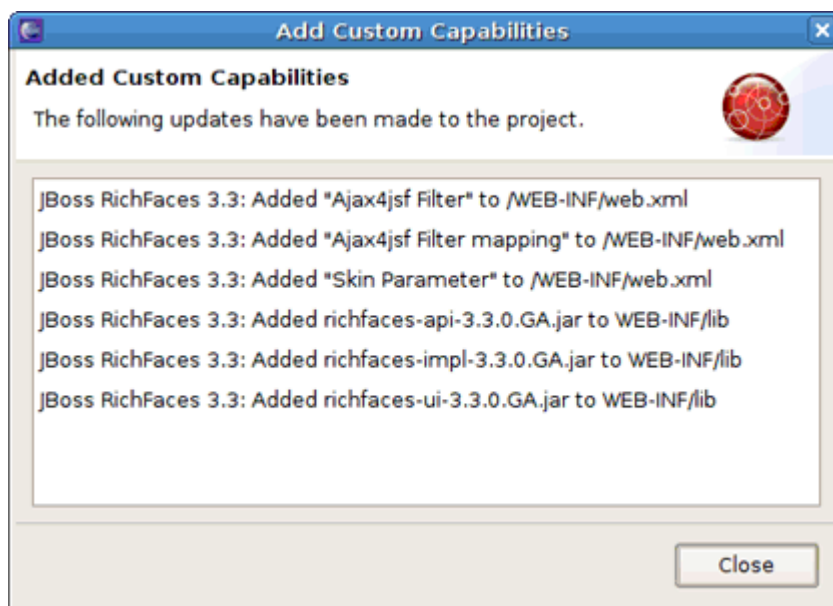 Add Custom Capabilities
Added Custom Capabilities
The following updates have been made to the project.
JBoss RichFaces 3.3: Added "Ajax4jsf Filter" to /WEB-INF/web.xml
JBoss RichFaces 3.3: Added "Ajax4jsf Filter mapping" to /WEB-INF/web.xml
JBoss RichFaces 3.3: Added "Skin Parameter" to /WEB-INF/web.xml
JBoss RichFaces 3.3: Added richfaces-api-3.3.0.GA.jar to WEB-INF/lib
JBoss RichFaces 3.3: Added richfaces-impl-3.3.0.GA.jar to WEB-INF/lib
JBoss RichFaces 3.3: Added richfaces-ui-3.3.0.GA.jar to WEB-INF/lib
Close